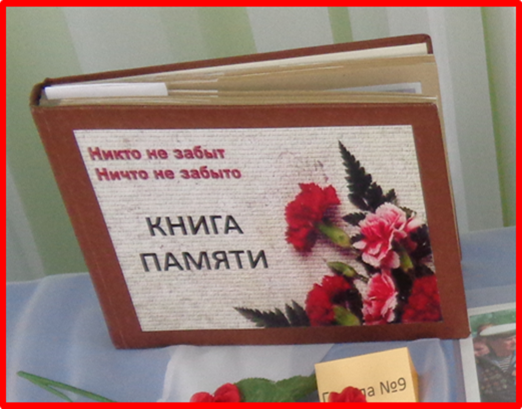 Никто не забыт
Ничто не забыто
КНИГА
ПАМЯТИ
№9